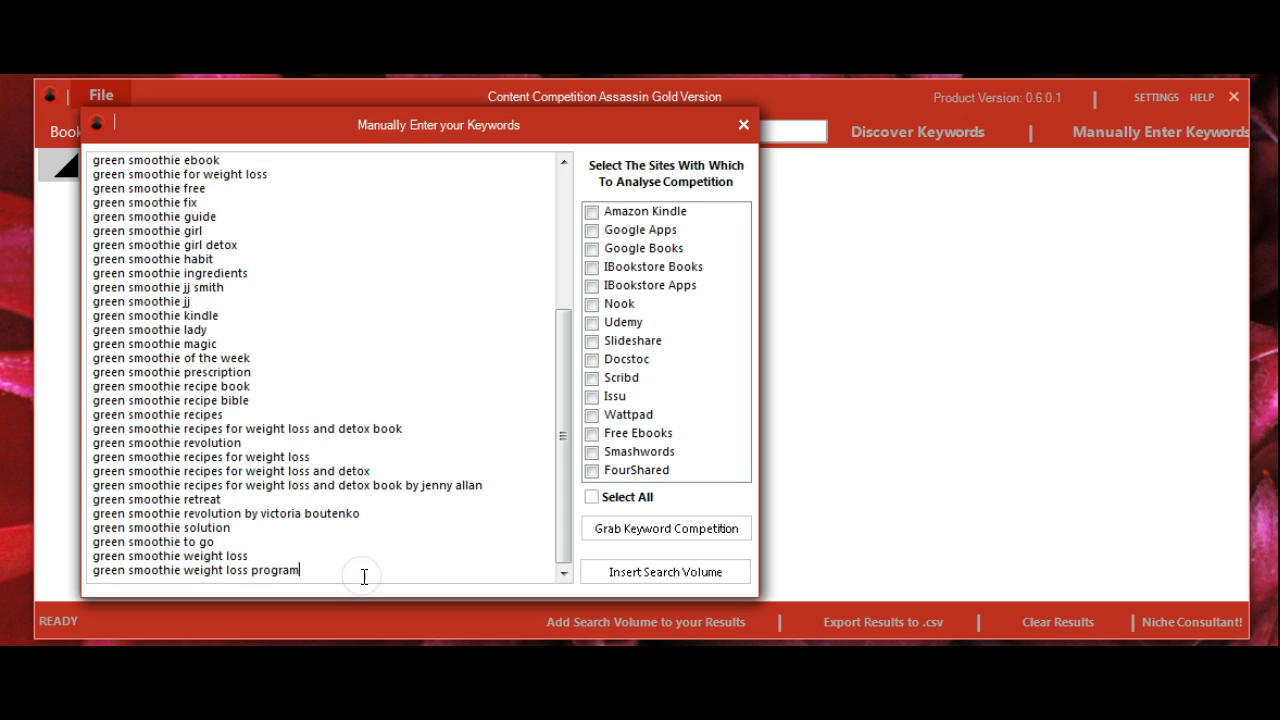 File
Content Competition Assassin Gold Version
Product Version: 0.6.0.1
SETTINGS
HELP
Discover Keywords
Manually Enter Keywords
Manually Enter your Keywords
green smoothie ebook
green smoothie for weight loss
green smoothie free
green smoothie fix
green smoothie guide
green smoothie girl
green smoothie girl detox
green smoothie habit
green smoothie ingredients
green smoothie jj smith
green smoothie jj
green smoothie kindle
green smoothie lady
green smoothie magic
green smoothie of the week
green smoothie prescription
green smoothie recipe book
green smoothie recipe bible
green smoothie recipes
green smoothie recipes for weight loss and detox book
green smoothie revolution
green smoothie recipes for weight loss
green smoothie recipes for weight loss and detox
green smoothie recipes for weight loss and detox book by jenny allan
green smoothie retreat
green smoothie revolution by victoria boutenko
green smoothie solution
green smoothie to go
green smoothie weight loss
green smoothie weight loss program
Select The Sites With Which
To Analyse Competition
Amazon Kindle
Google Apps
Google Books
IBookstore Books
IBookstore Apps
Nook
Udemy
Slideshare
Docstoc
Scribd
Issu
Wattpad
Free Ebooks
Smashwords
FourShared
Select All
Grab Keyword Competition
Insert Search Volume
READY
Add Search Volume to your Results
Export Results to .csv
Clear Results
Niche Consultant!